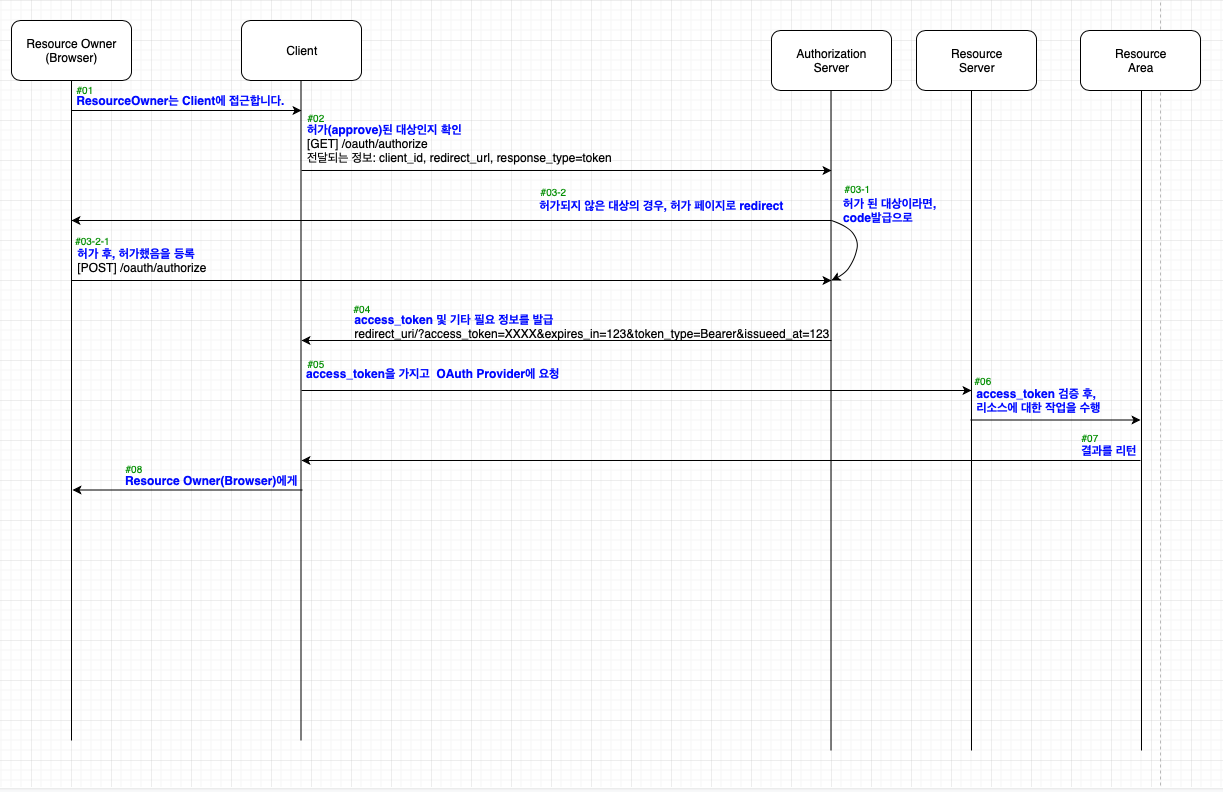 Resource Owner
(Browser)
Client
Authorization
Server
Resource
Server
Resource
Area
#01
ResourceOwner는 Client에 접근합니다.
#02
허가(approve)된 대상인지 확인
[GET] /oauth/authorize
전달되는 정보: client_id, redirect_url, response_type=token
#03-2
허가되지 않은 대상의 경우, 허가 페이지로 redirect
#03-1
허가 된 대상이라면,
code발급으로
#03-2-1
허가 후, 허가했음을 등록
[POST] /oauth/authorize
#04
access_token 및 기타 필요 정보를 발급
redirect_uri/?access_token=XXXX&expires_in=123&token_type=Bearer&issueed_at=123
#05
access_token을 가지고 OAuth Provider에 요청
#06
access_token 검증 후,
리소스에 대한 작업을 수행
#07
결과를 리턴
#08
Resource Owner(Browser)에게